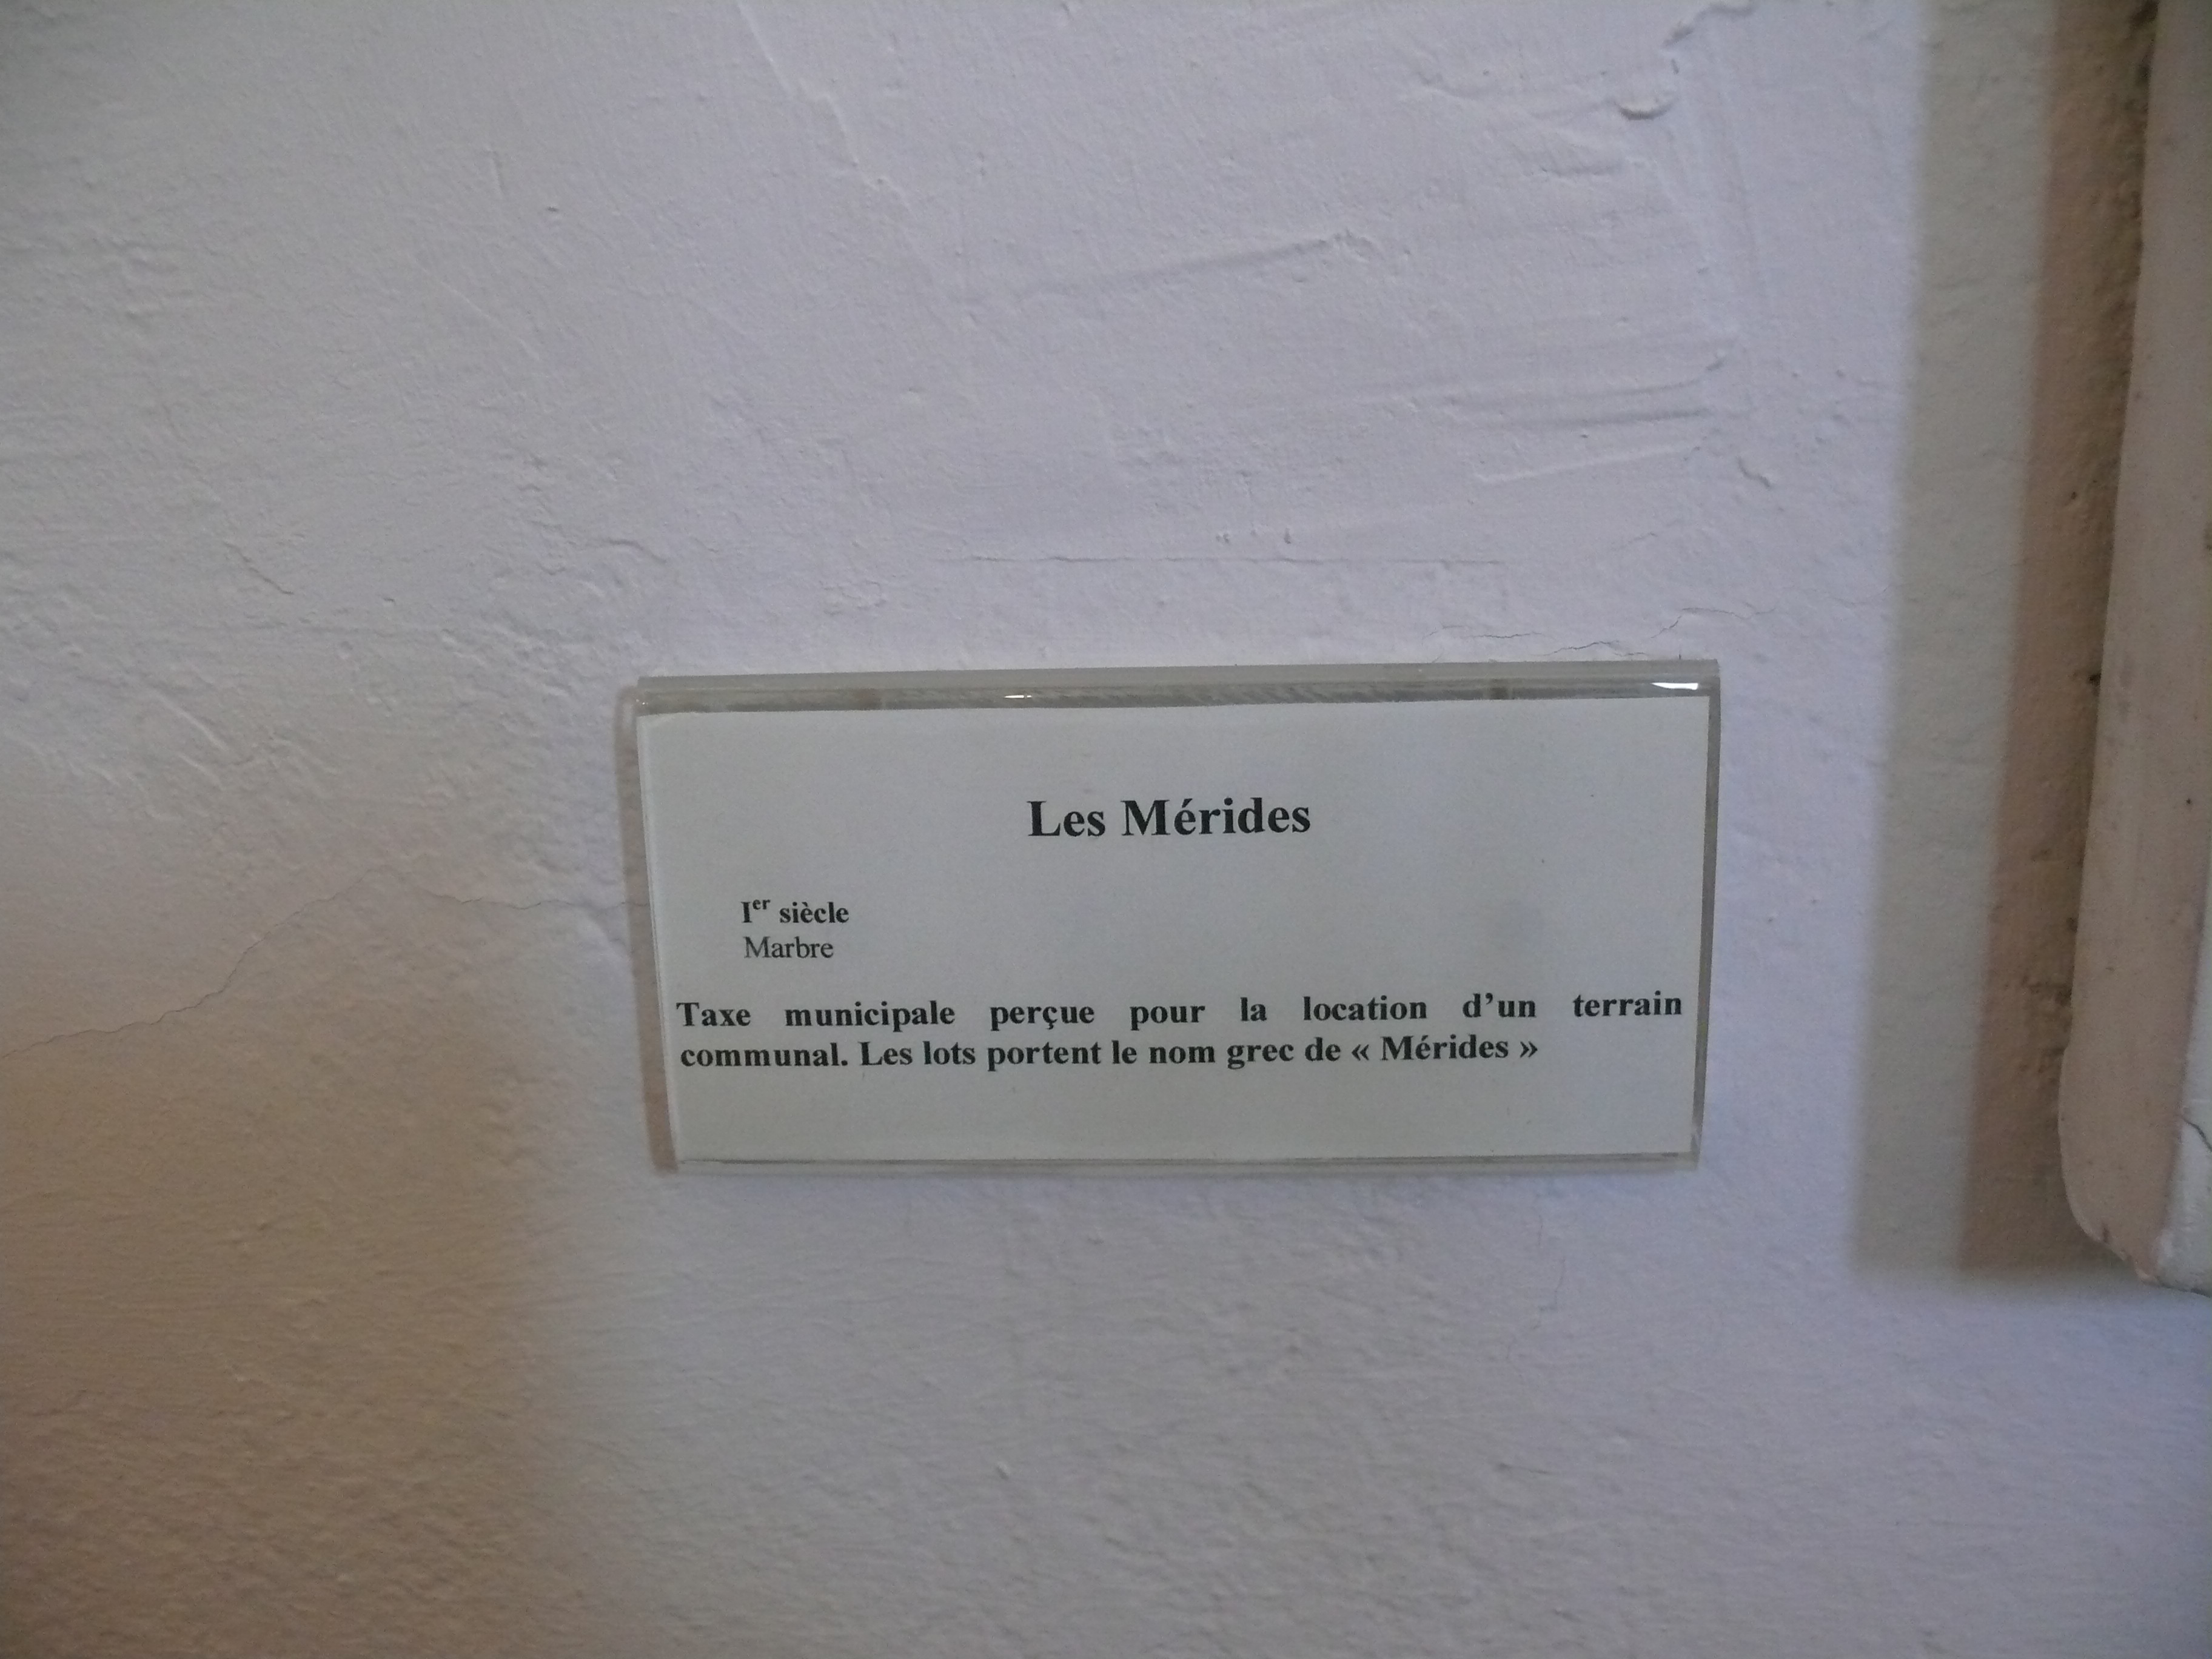 Les Mérides
Ier siècle
Marbre
Taxe municipale perçue pour la location d’un terrain
communal. Les lots portent le nom grec de « Mérides »